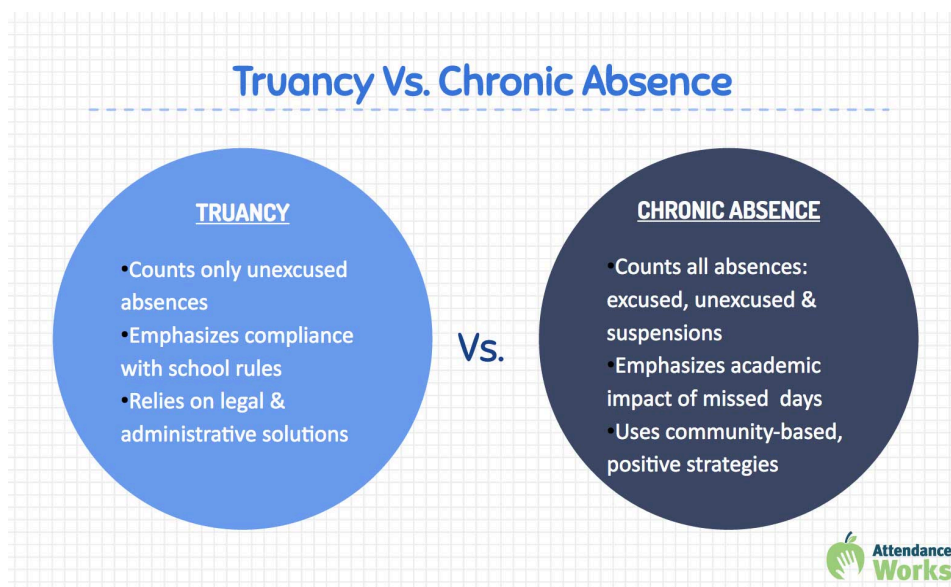 Truancy Vs. Chronic Absence
TRUANCY
•Counts only unexcused
absences
•Emphasizes compliance
with school rules
•Relies on legal &
administrative solutions
Vs.
CHRONIC ABSENCE
•Counts all absences:
excused, unexcused &
suspensions
•Emphasizes academic
impact of missed  days
•Uses community-based,
positive strategies
Attendance
Works